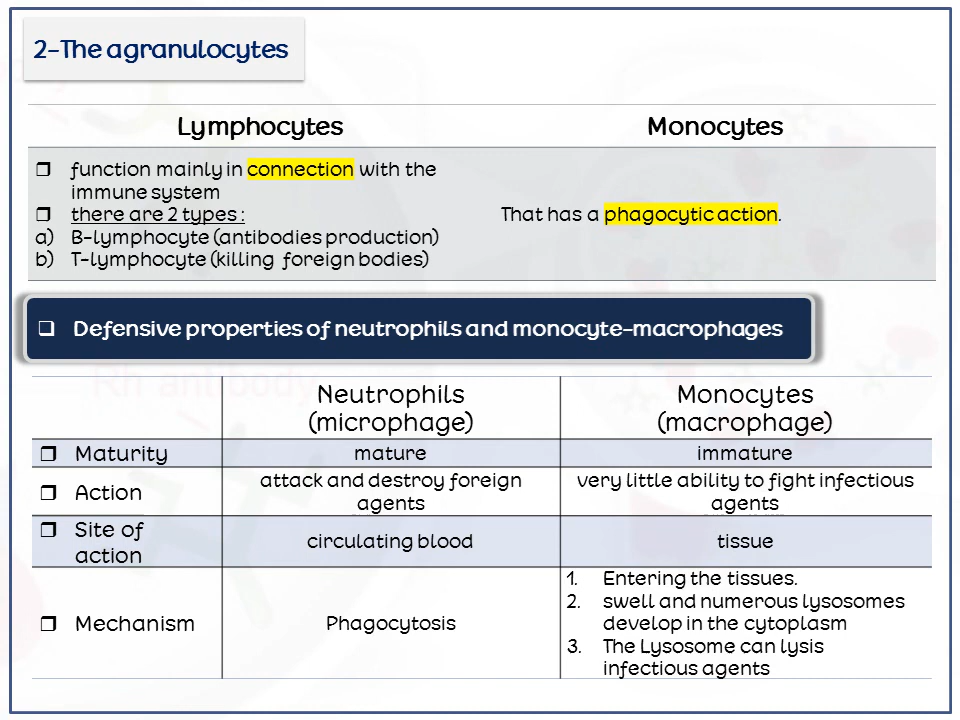 2-The agranulocytes
Lymphocytes
Monocytes
❒ function mainly in connection with the
immune system
❒ there are 2 types :
a) B-lymphocyte (antibodies production)
b) T-lymphocyte (killing foreign bodies)
That has a phagocytic action.
❑ Defensive properties of neutrophils and monocyte-macrophages
Neutrophils
(microphage)
Monocytes
(macrophage)
❒ Maturity
mature
immature
❒ Action
attack and destroy foreign
agents
very little ability to fight infectious
agents
❒ Site of
action
circulating blood
tissue
❒ Mechanism
Phagocytosis
1. Entering the tissues.
2. swell and numerous lysosomes
develop in the cytoplasm
3. The Lysosome can lysis
infectious agents
Rh antibody